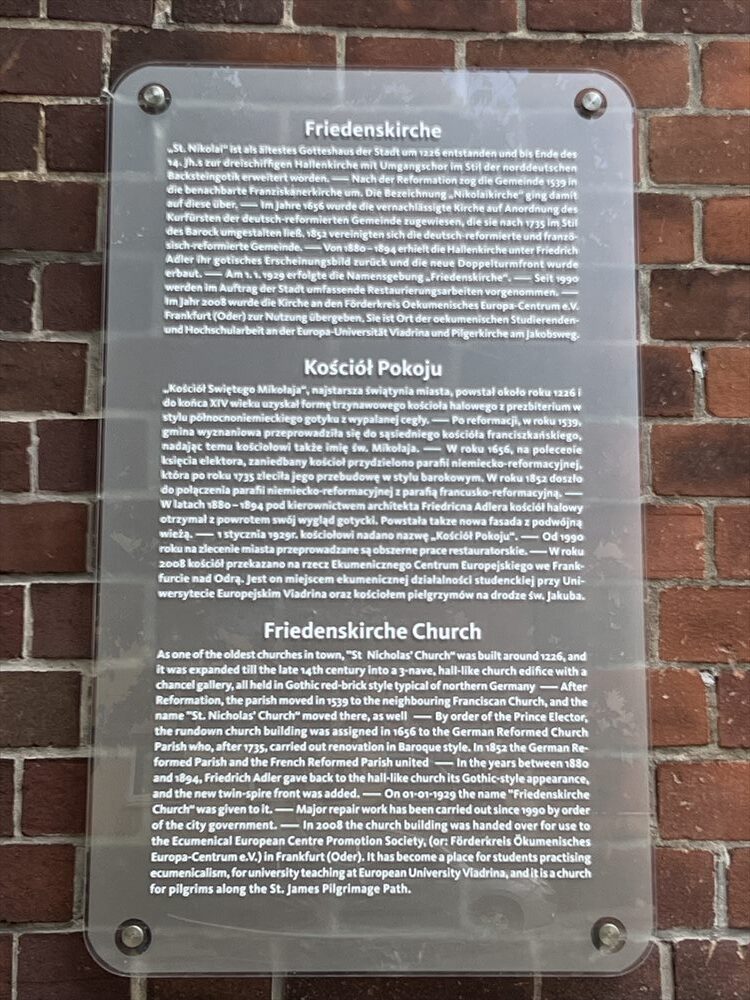 Friedenskirche
„St. Nikolai“ ist als ältestes Gotteshaus der Stadt um 1226 entstanden und bis Ende des
14. Jh.s zur dreischiffigen Hallenkirche mit Umgangschor im Stil der norddeutschen
Backsteingotik erweitert worden. — Nach der Reformation zog die Gemeinde 1539 in
die benachbarte Franziskanerkirche um. Die Bezeichnung „Nikolaikirche“ ging damit
auf diese über. — Im Jahre 1656 wurde die vernachlässigte Kirche auf Anordnung des
Kurfürsten der deutsch-reformierten Gemeinde zugewiesen, die sie nach 1735 im Stil
des Barock umgestalten ließ. 1852 vereinigten sich die deutsch-reformierte und franzö-
sisch-reformierte Gemeinde. — Von 1880 – 1894 erhielt die Hallenkirche unter Friedrich
Adler ihr gotisches Erscheinungsbild zurück und die neue Doppelturmfront wurde
erbaut. — Am 1. 1. 1929 erfolgte die Namensgebung „Friedenskirche“. — Seit 1990
werden im Auftrag der Stadt umfassende Restaurierungsarbeiten vorgenommen. —
Im Jahr 2008 wurde die Kirche an den Förderkreis Oekumenisches Europa-Centrum e.V.
Frankfurt (Oder) zur Nutzung übergeben. Sie ist Ort der oekumenischen Studierenden-
und Hochschularbeit an der Europa-Universität Viadrina und Pilgerkirche am Jakobsweg.
Kościół Pokoju
„Kościół Swiętego Mikołaja”, najstarsza świątynia miasta, powstał około roku 1226 i
do końca XIV wieku uzyskał formę trzynawowego kościoła halowego z prezbiterium w
stylu północnoniemieckiego gotyku z wypalanej cegły. — Po reformacji, w roku 1539,
gmina wyznaniowa przeprowadziła się do sąsiedniego kościoła franciszkańskiego,
nadając temu kościołowi także imię św. Mikołaja. — W roku 1656, na polecenie
księcia elektora, zaniedbany kościół przydzielono parafii niemiecko-reformacyjnej,
która po roku 1735 zleciła jego przebudowę w stylu barokowym. W roku 1852 doszło
do połączenia parafii niemiecko-reformacyjnej z parafią francusko-reformacyjną. —
W latach 1880 – 1894 pod kierownictwem architekta Friedricha Adlera kościół halowy
otrzymał z powrotem swój wygląd gotycki. Powstała takze nowa fasada z podwójną
wieżą. — 1 stycznia 1929r. kościołowi nadano nazwę „Kościół Pokoju”. — Od 1990
roku na zlecenie miasta przeprowadzane są obszerne prace restauratorskie. — W roku
2008 kościół przekazano na rzecz Ekumenicznego Centrum Europejskiego we Frank-
furcie nad Odrą. Jest on miejscem ekumenicznej działalności studenckiej przy Uni-
wersytecie Europejskim Viadrina oraz kościołem pielgrzymów na drodze św. Jakuba.
Friedenskirche Church
As one of the oldest churches in town, "St Nicholas' Church" was built around 1226, and
it was expanded till the late 14th century into a 3-nave, hall-like church edifice with a
chancel gallery, all held in Gothic red-brick style typical of northern Germany — After
Reformation, the parish moved in 1539 to the neighbouring Franciscan Church, and the
name "St. Nicholas' Church" moved there, as well — By order of the Prince Elector,
the rundown church building was assigned in 1656 to the German Reformed Church
Parish who, after 1735, carried out renovation in Baroque style. In 1852 the German Re-
formed Parish and the French Reformed Parish united — In the years between 1880
and 1894, Friedrich Adler gave back to the hall-like church its Gothic-style appearance,
and the new twin-spire front was added. — On 01-01-1929 the name "Friedenskirche
Church" was given to it. — Major repair work has been carried out since 1990 by order
of the city government. — In 2008 the church building was handed over for use to
the Ecumenical European Centre Promotion Society, (or: Förderkreis Ökumenisches
Europa-Centrum e.V.) in Frankfurt (Oder). It has become a place for students practising
ecumenicalism, for university teaching at European University Viadrina, and it is a church
for pilgrims along the St. James Pilgrimage Path.